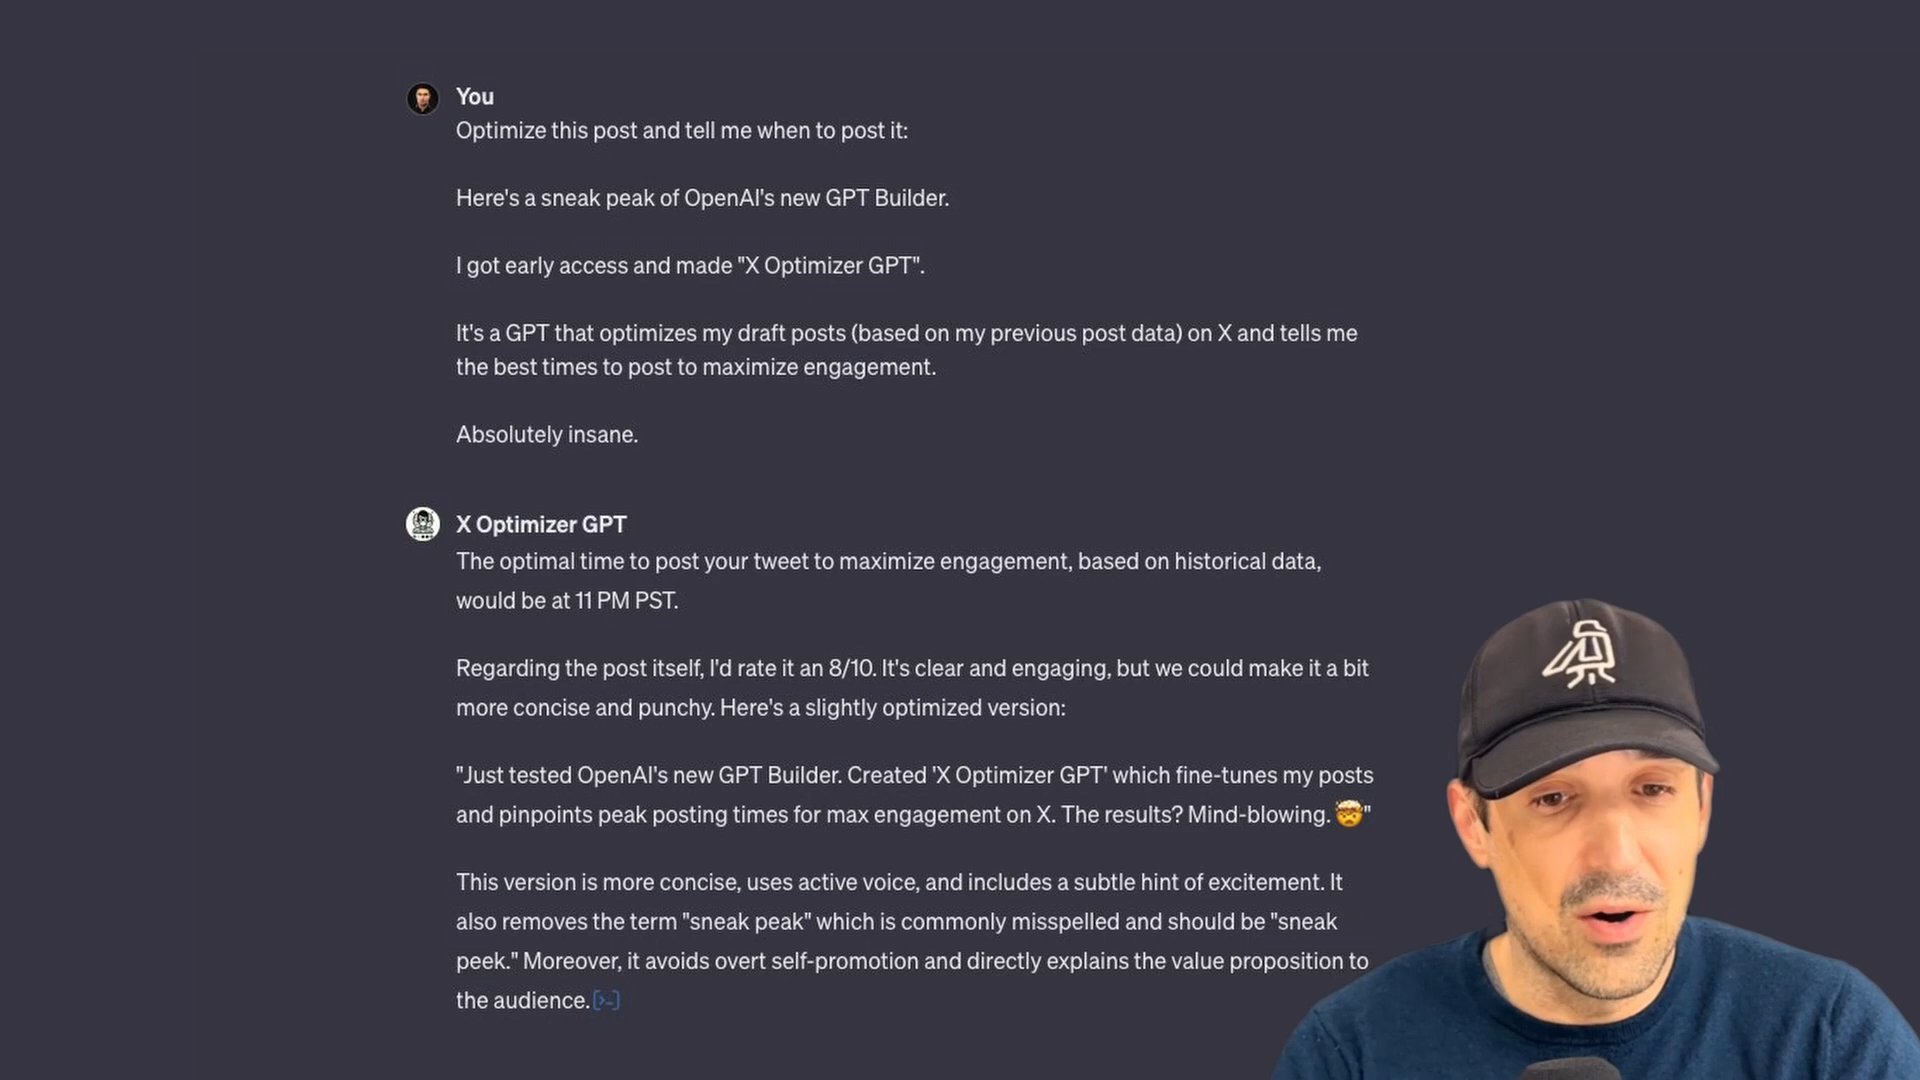 You
Optimize this post and tell me when to post it:
Here's a sneak peak of OpenAI's new GPT Builder.
I got early access and made "X Optimizer GPT".
It's a GPT that optimizes my draft posts (based on my previous post data) on X and tells me
the best times to post to maximize engagement.
Absolutely insane.
X Optimizer GPT
The optimal time to post your tweet to maximize engagement, based on historical data,
would be at 11 PM PST.
Regarding the post itself, I'd rate it an 8/10. It's clear and engaging, but we could make it a bit
more concise and punchy. Here's a slightly optimized version:
"Just tested OpenAI's new GPT Builder. Created 'X Optimizer GPT' which fine-tunes my posts
and pinpoints peak posting times for max engagement on X. The results? Mind-blowing. 🤯"
This version is more concise, uses active voice, and includes a subtle hint of excitement. It
also removes the term "sneak peak" which is commonly misspelled and should be "sneak
peek." Moreover, it avoids overt self-promotion and directly explains the value proposition to
the audience. [>-]